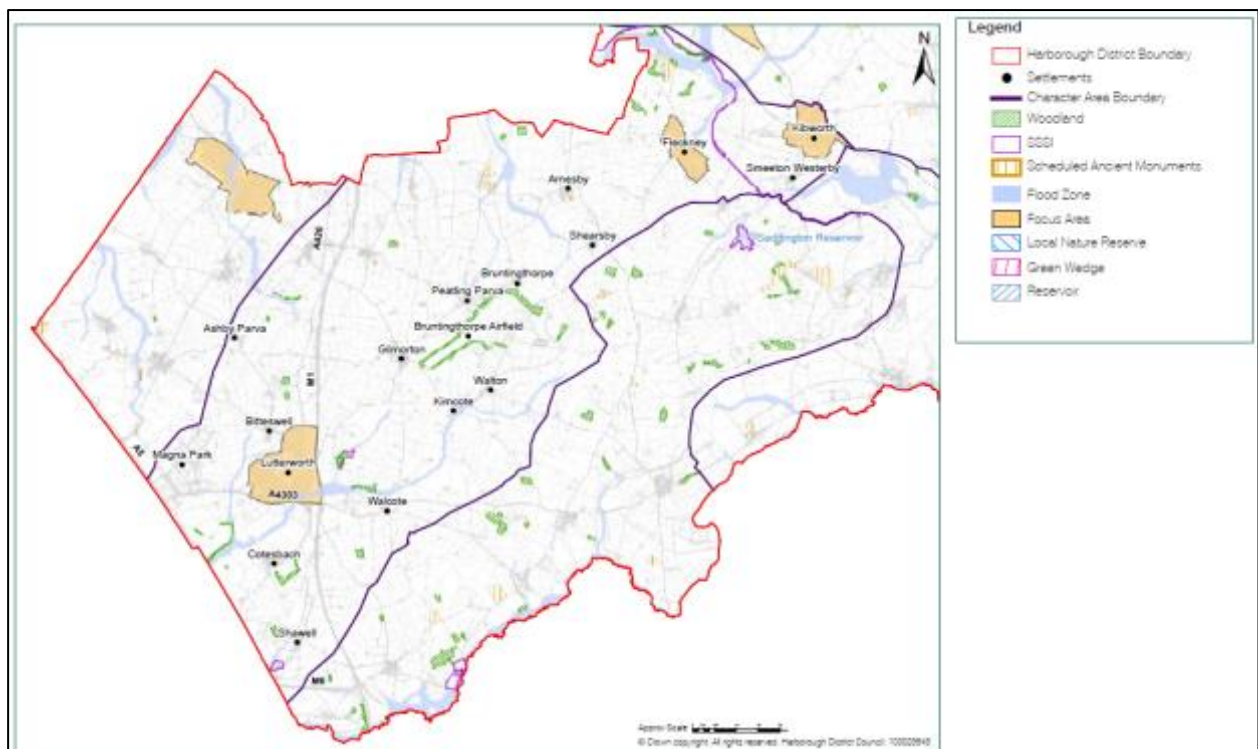 N
Legend
Harborough District Boundary
Settlements
Character Area Boundary
Woodland
SSSI
Scheduled Ancient Monuments
Flood Zone
Focus Area
Local Nature Reserve
Green Wedge
Reservoir
Kibworth
Fleckney
Smeeton Westerby
Arnesby
Saddington Reservoir
Shearsby
A426
Bruntingthorpe
Peatling Parva
Ashby Parva
Bruntingthorpe Airfield
Gilmorton
M1
Walton
Kimcote
Bitteswell
A5
Magna Park
Lutterworth
A4303
Walcote
Cotesbach
Shawell
M6
Approx Scale
© Crown copyright. All rights reserved. Harborough District Council.